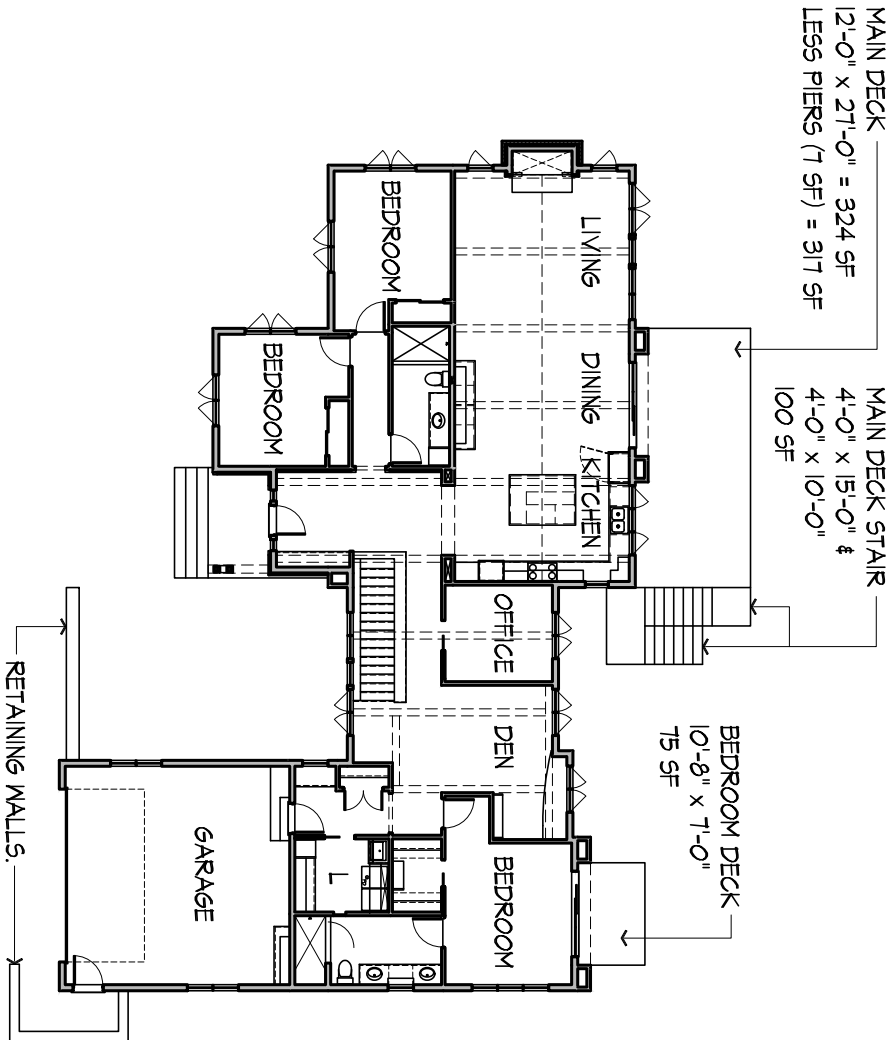 MAIN DECK
12'-0" x 27'-0" = 324 SF
LESS PIERS (7 SF) = 317 SF
MAIN DECK STAIR
4'-0" x 15'-0" &
4'-0" x 10'-0"
100 SF
BEDROOM DECK
10'-8" x 7'-0"
75 SF
LIVING
DINING
KITCHEN
BEDROOM
BEDROOM
OFFICE
DEN
BEDROOM
L
GARAGE
RETAINING WALLS.